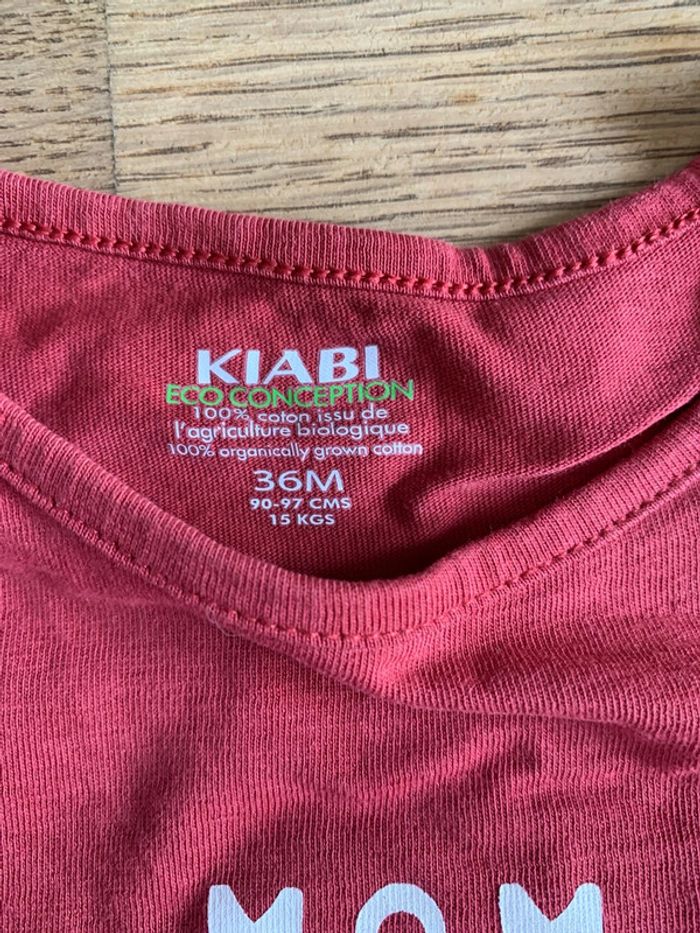 KIABI
ECO CONCEPTION
100% coton issu de
l'agriculture biologique
100% organically grown cotton
36M
90-97 CMS
15 KGS
MOM